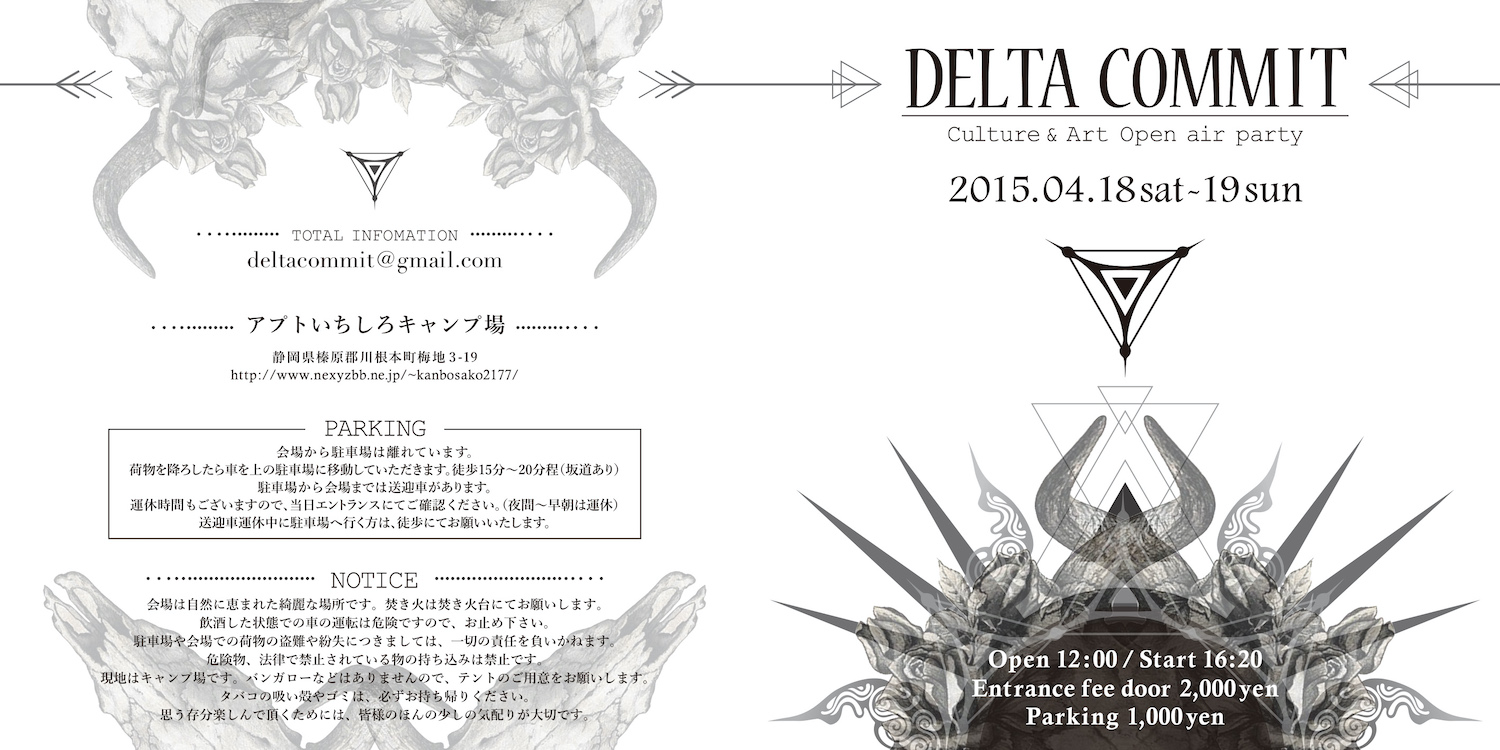 TOTAL INFOMATION
deltacommit@gmail.com
アプトいちしろキャンプ場
静岡県榛原郡川根本町梅地3-19
http://www.nexyzbb.ne.jp/~kanbosako2177/
PARKING
会場から駐車場は離れています。
荷物を降ろしたら車を上の駐車場に移動していただきます。徒歩15分～20分程(坂道あり)
駐車場から会場までは送迎車があります。
運休時間もございますので、当日エントランスにてご確認ください。(夜間～早朝は運休)
送迎車運休中に駐車場へ行く方は、徒歩にてお願いいたします。
NOTICE
会場は自然に恵まれた綺麗な場所です。焚き火は焚き火台にてお願いします。
飲酒した状態での車の運転は危険ですので、お止め下さい。
駐車場や会場での荷物の盗難や紛失につきましては、一切の責任を負いかねます。
危険物、法律で禁止されている物の持ち込みは禁止です。
現地はキャンプ場です。バンガローなどはありませんので、テントのご用意をお願いします。
タバコの吸い殻やゴミは、必ずお持ち帰りください。
思う存分楽しんで頂くためには、皆様のほんの少しの気配りが大切です。
DELTA COMMIT
Culture & Art Open air party
2015.04.18sat~19sun
Open 12:00 / Start 16:20
Entrance fee door 2,000yen
Parking 1,000yen